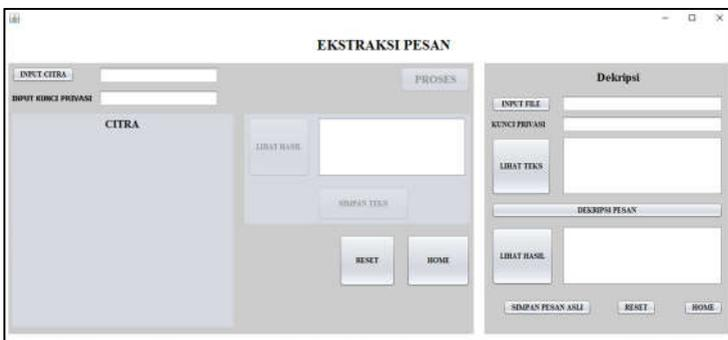 EKSTRAKSI PESAN
INPUT CITRA
PROSES
INPUT KUNCI PRIVASI
CITRA
LIHAT HASIL
SIMPAN TEKS
RESET
HOME
Dekripsi
INPUT FILE
KUNCI PRIVASI
LIHAT TEKS
DEKRIPSI PESAN
LIHAT HASIL
SIMPAN PESAN ASLI
RESET
HOME